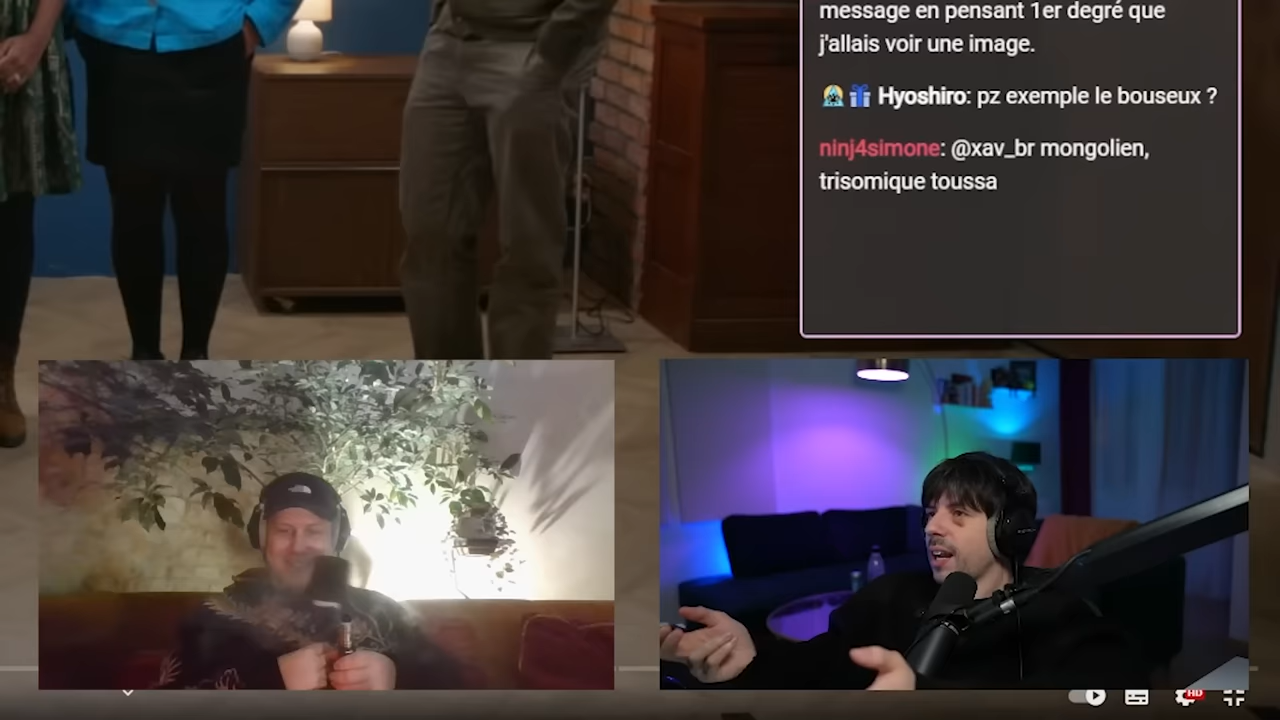 message en pensant 1er degré que
j'allais voir une image.
Hyoshiro: pz exemple le bouseux ?
ninj4simone: @xav_br mongolien,
trisomique toussa
HD